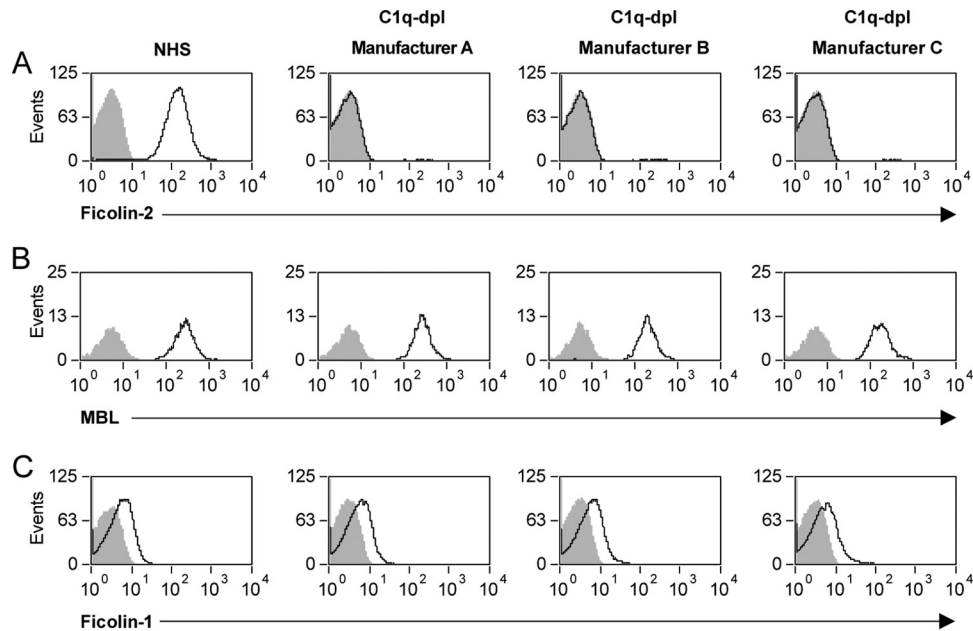 C1q-dpl C1q-dpl C1q-dpl
NHS Manufacturer A Manufacturer B Manufacturer C
A
125 125 125 125
63 63 63 63
0 0 0 0
Events
10^0 10^1 10^2 10^3 10^4 10^0 10^1 10^2 10^3 10^4 10^0 10^1 10^2 10^3 10^4 10^0 10^1 10^2 10^3 10^4
Ficolin-2
B
25 25 25 25
13 13 13 13
0 0 0 0
Events
10^0 10^1 10^2 10^3 10^4 10^0 10^1 10^2 10^3 10^4 10^0 10^1 10^2 10^3 10^4 10^0 10^1 10^2 10^3 10^4
MBL
C
125 125 125 125
63 63 63 63
0 0 0 0
Events
10^0 10^1 10^2 10^3 10^4 10^0 10^1 10^2 10^3 10^4 10^0 10^1 10^2 10^3 10^4 10^0 10^1 10^2 10^3 10^4
Ficolin-1